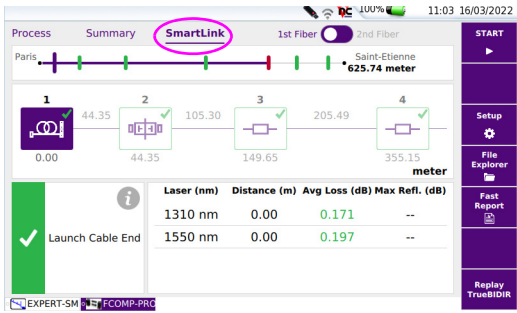 100% 11:03 16/03/2022
Process Summary SmartLink 1st Fiber 2nd Fiber START
Paris Saint-Etienne
625.74 meter
1 2 3 4
44.35 105.30 205.49
Setup
0.00 44.35 149.65 355.15
meter
File
Explorer
Laser (nm) Distance (m) Avg Loss (dB) Max Refl. (dB)
Fast
Report
1310 nm 0.00 0.171 --
Launch Cable End
1550 nm 0.00 0.197 --
Replay
TrueBIDIR
EXPERT-SM FCOMP-PRO